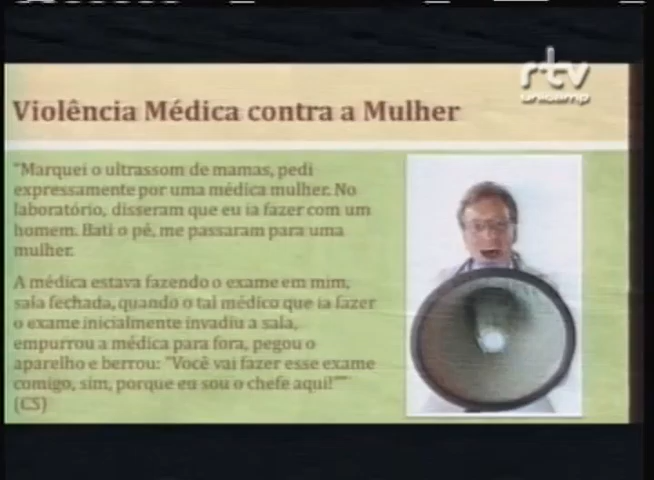 rtv
unicamp
Violência Médica contra a Mulher
"Marquei o ultrassom de mamas, pedi
expressamente por uma médica mulher. No
laboratório, disseram que eu ia fazer com um
homem. Bati o pé, me passaram para uma
mulher.
A médica estava fazendo o exame em mim,
sala fechada, quando o tal médico que ia fazer
o exame inicialmente invadiu a sala,
empurrou a médica para fora, pegou o
aparelho e berrou: "Você vai fazer esse exame
comigo, sim, porque eu sou o chefe aqui!""
(CS)